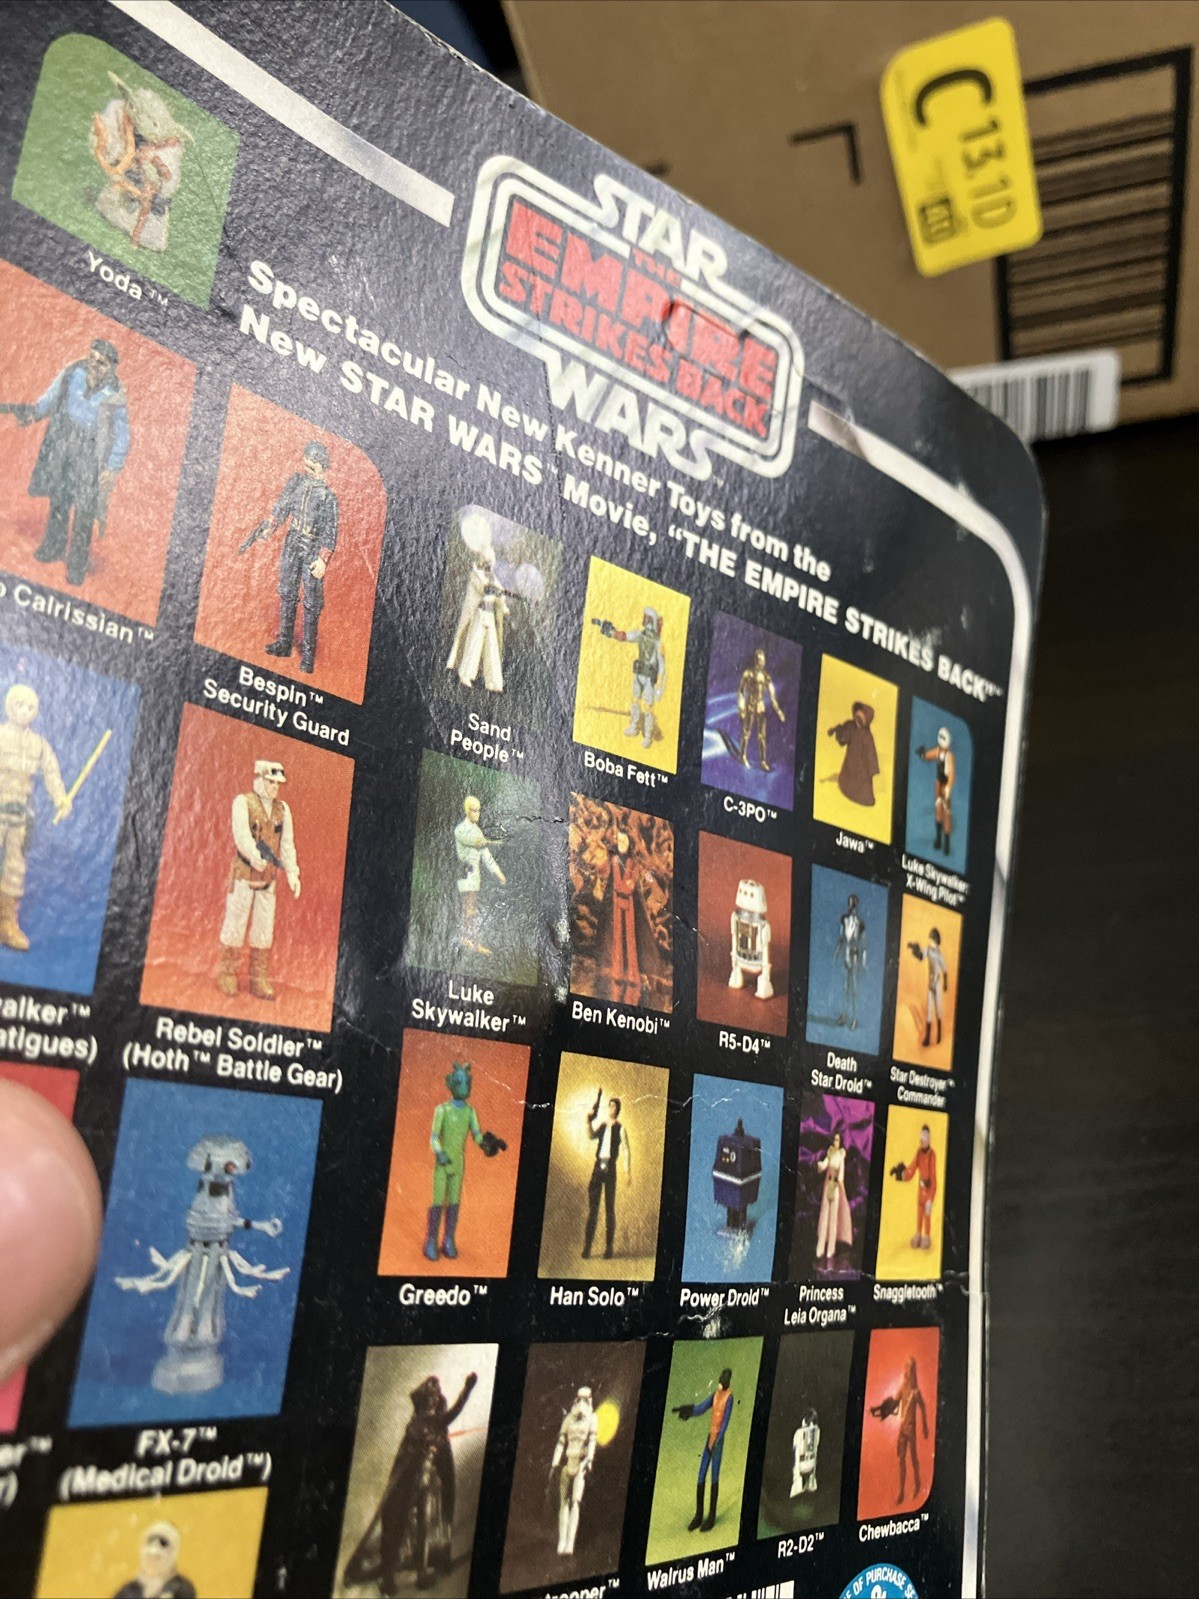 C 13.1D
STAR
THE
EMPIRE
STRIKES BACK
WARS™
Spectacular New Kenner Toys from the
New STAR WARS™ Movie, “THE EMPIRE STRIKES BACK”™
Yoda™
Calrissian™
Bespin™
Security Guard
Rebel Soldier™
(Hoth™ Battle Gear)
FX-7™
(Medical Droid™)
Sand
People™
Boba Fett™
C-3PO™
Jawa™
Luke Skywalker:
X-Wing Pilot™
Luke
Skywalker™
Ben Kenobi™
R5-D4™
Death
Star Droid™
Star Destroyer™
Commander
Greedo™
Han Solo™
Power Droid™
Princess
Leia Organa™
Snaggletooth™
Walrus Man™
R2-D2™
Chewbacca™
OF PURCHASE